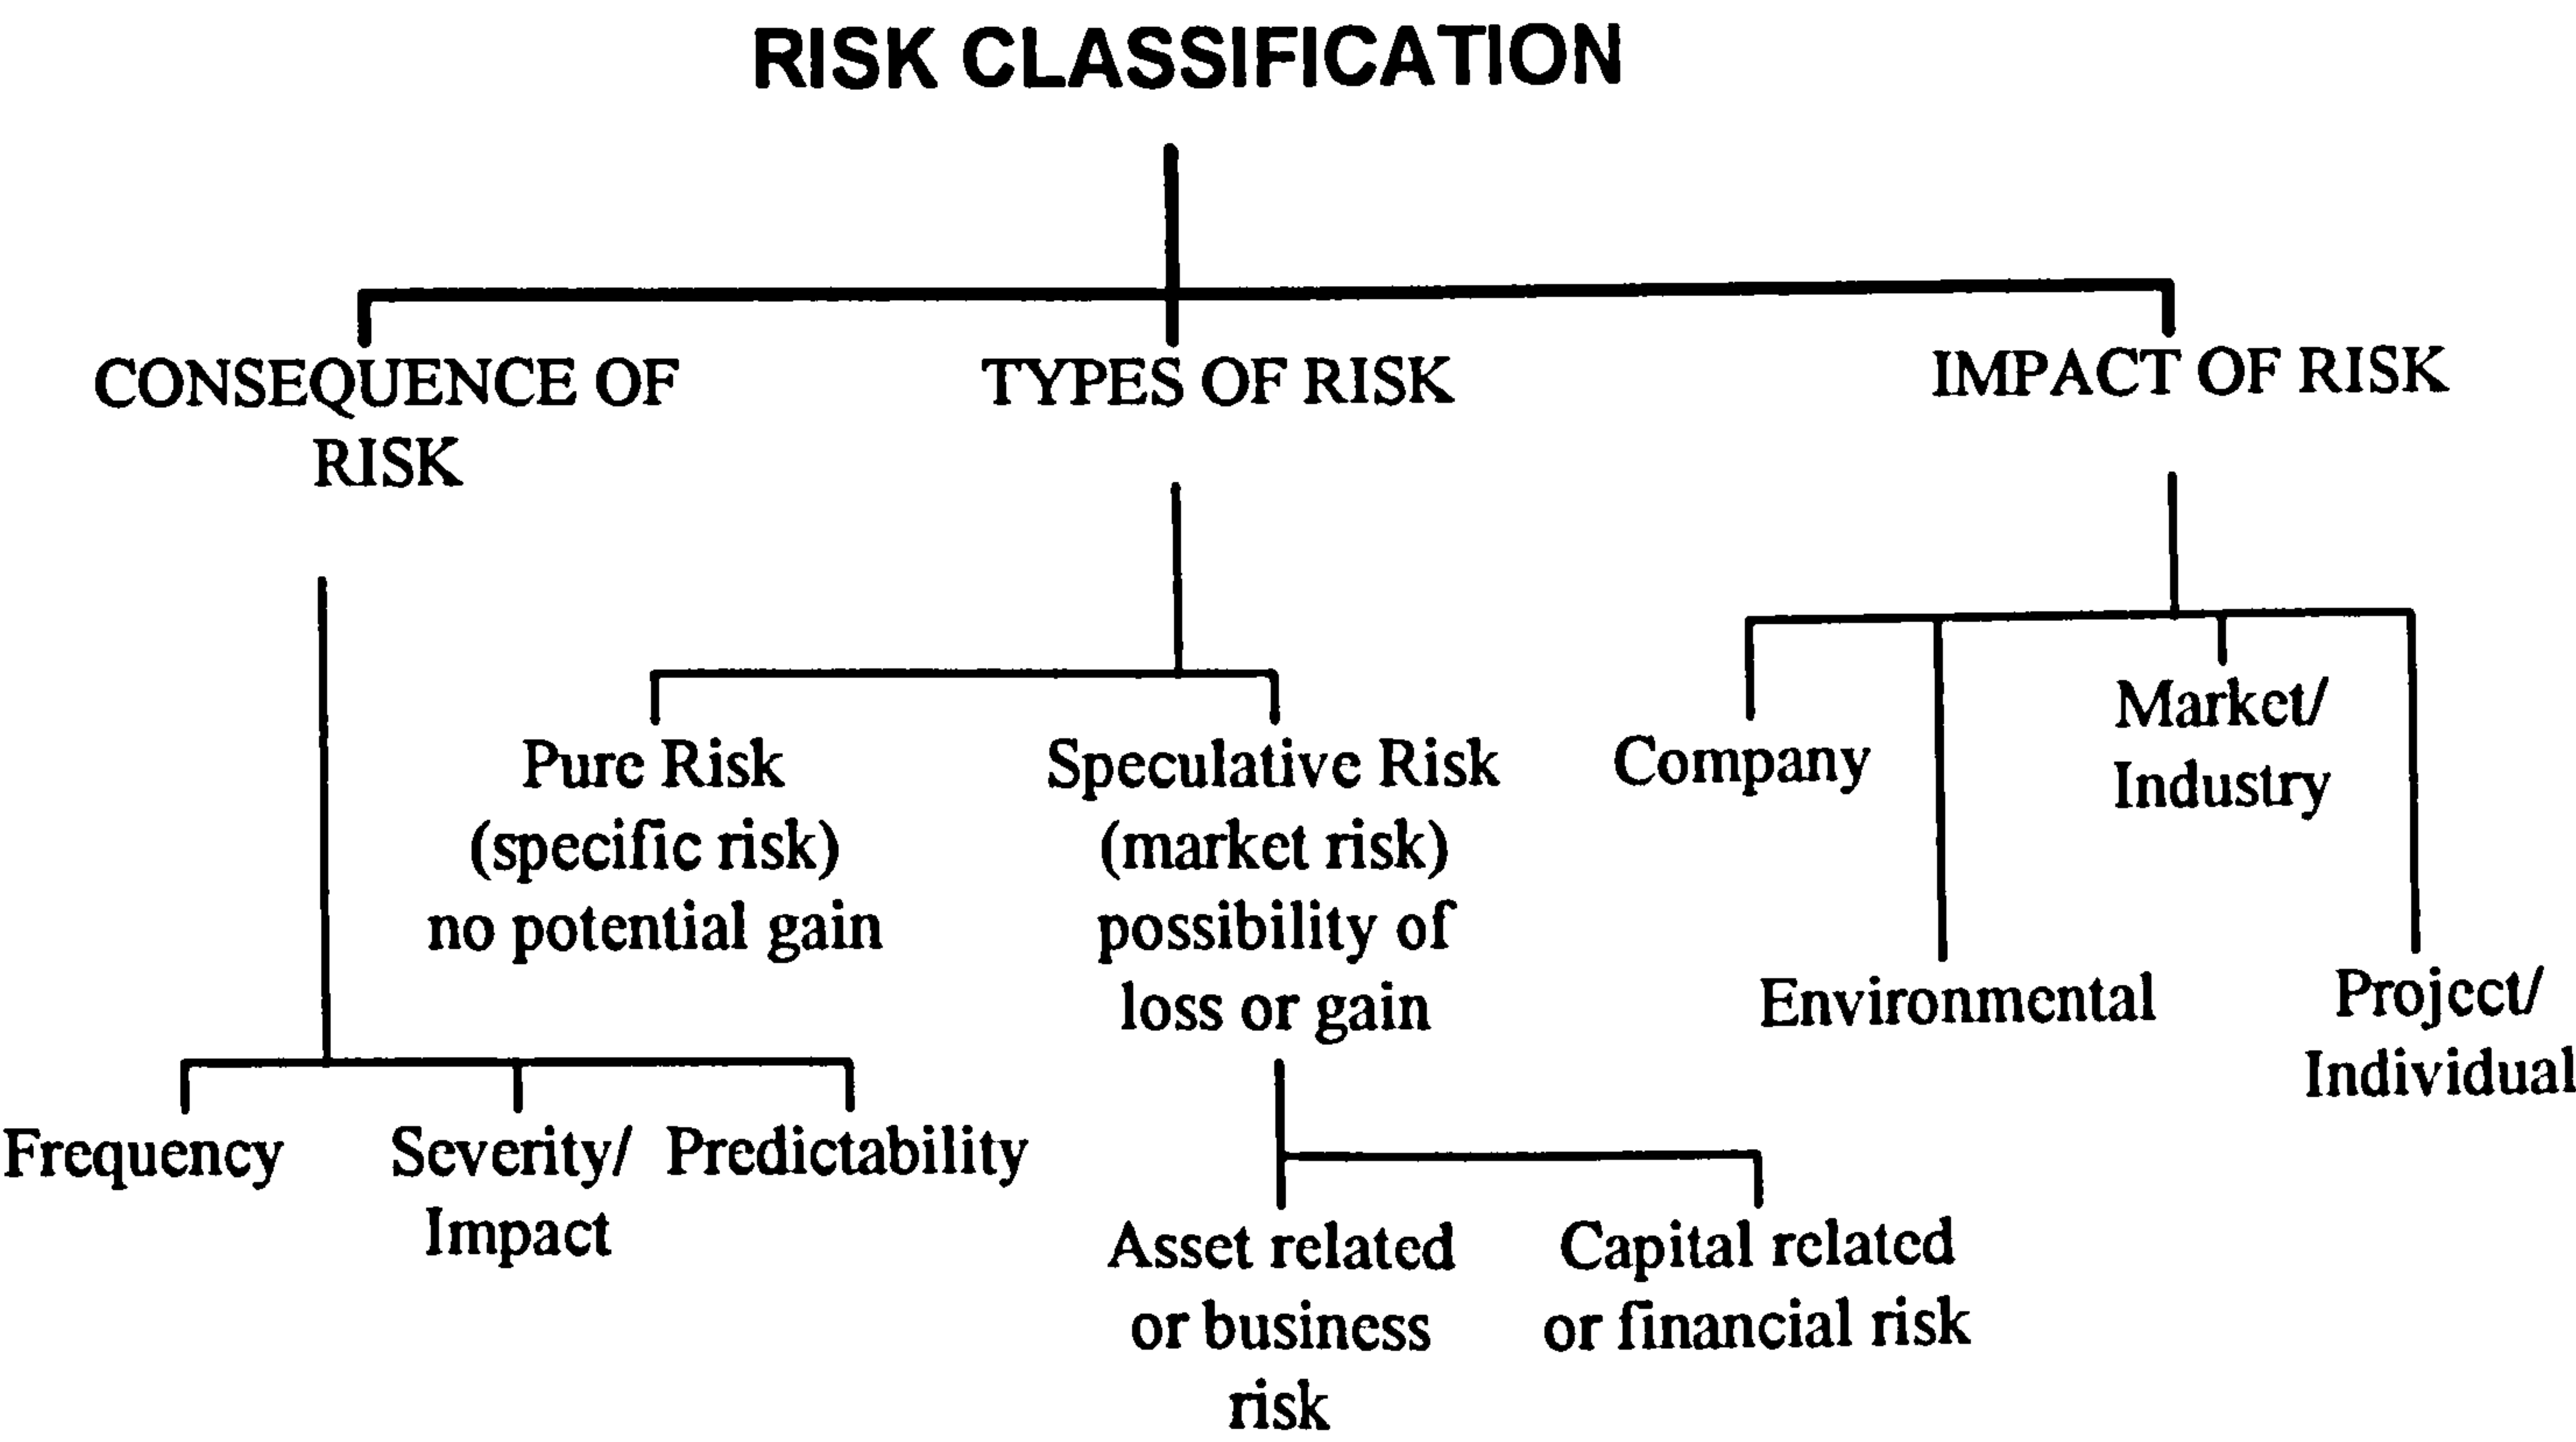 RISK CLASSIFICATION
CONSEQUENCE OF
RISK
TYPES OF RISK
IMPACT OF RISK
Pure Risk
(specific risk)
no potential gain
Speculative Risk
(market risk)
possibility of
loss or gain
Company
Market/
Industry
Environmental
Project/
Individual
Frequency
Severity/
Impact
Predictability
Asset related
or business
risk
Capital related
or financial risk